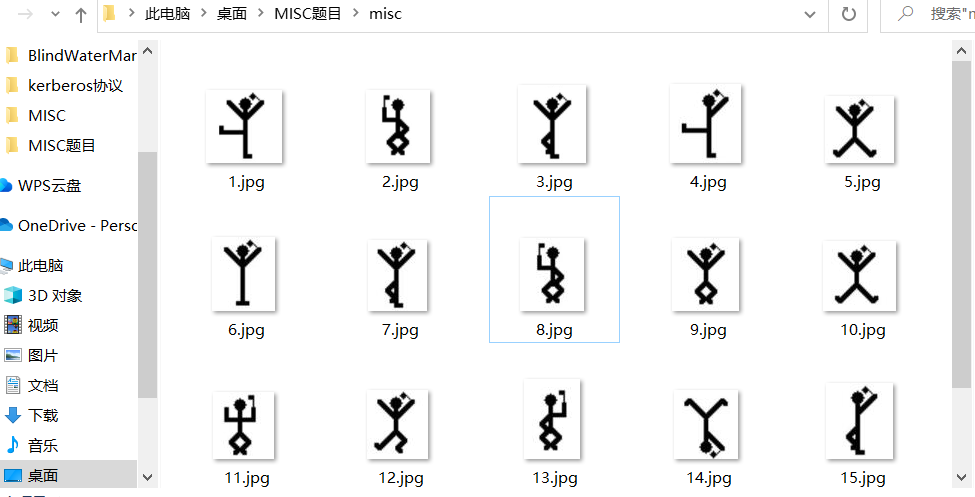 此电脑 > 桌面 > MISC题目 > misc
搜索"m
BlindWaterMar
kerberos协议
MISC
MISC题目
WPS云盘
OneDrive - Persc
此电脑
3D 对象
视频
图片
文档
下载
音乐
桌面
1.jpg 2.jpg 3.jpg 4.jpg 5.jpg
6.jpg 7.jpg 8.jpg 9.jpg 10.jpg
11.jpg 12.jpg 13.jpg 14.jpg 15.jpg